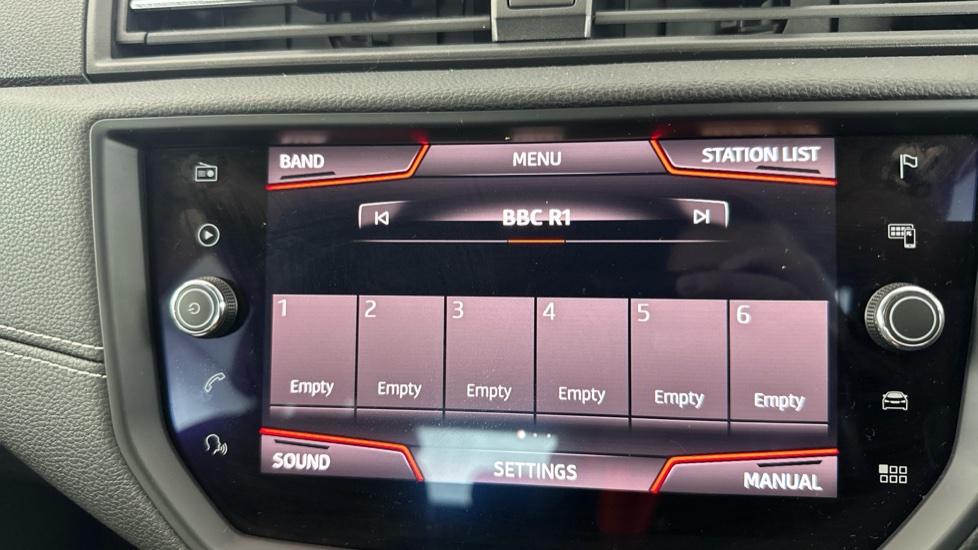 BAND MENU STATION LIST
BBC R1
1 2 3 4 5 6
Empty Empty Empty Empty Empty Empty
SOUND SETTINGS MANUAL